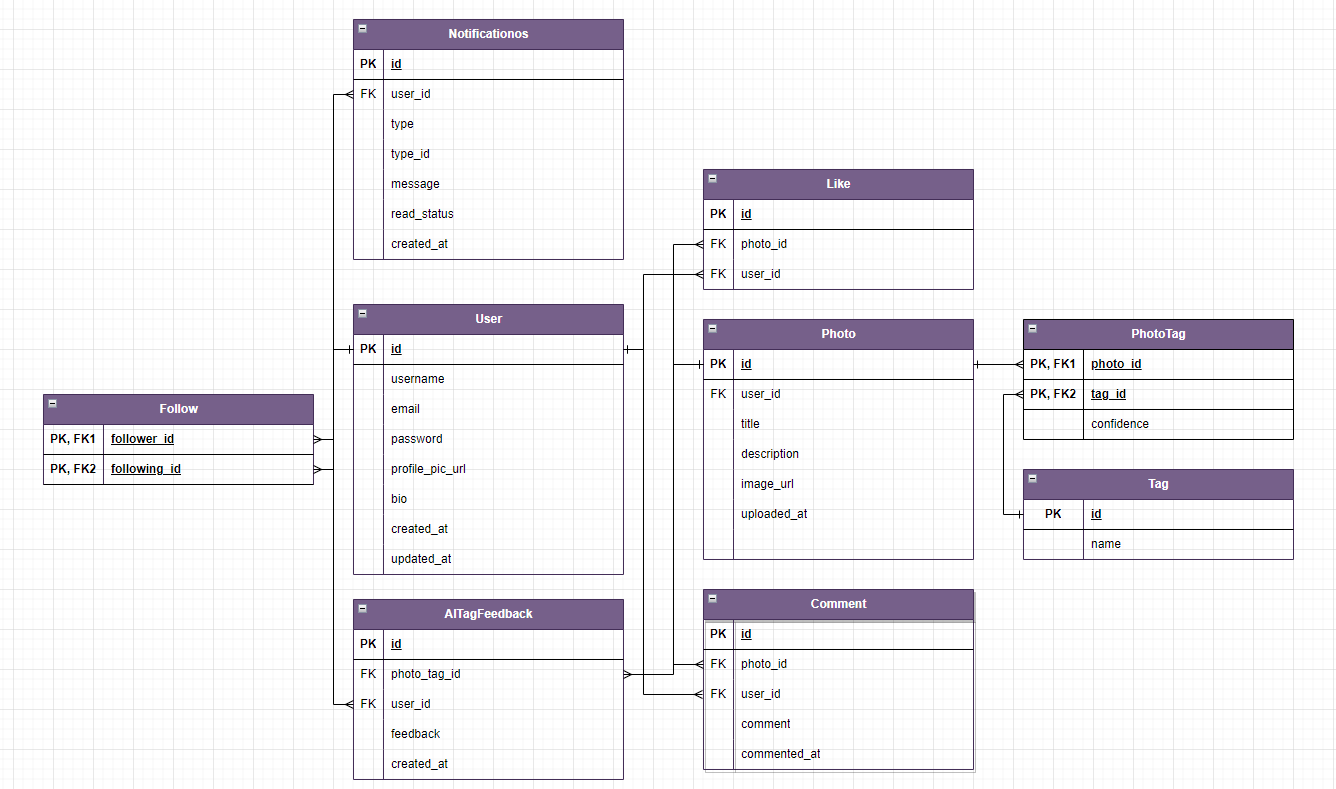 Notificationos
PK id
FK user_id
type
type_id
message
read_status
created_at
Like
PK id
FK photo_id
FK user_id
User
PK id
username
email
password
profile_pic_url
bio
created_at
updated_at
Photo
PK id
FK user_id
title
description
image_url
uploaded_at
PhotoTag
PK, FK1 photo_id
PK, FK2 tag_id
confidence
Follow
PK, FK1 follower_id
PK, FK2 following_id
Tag
PK id
name
AITagFeedback
PK id
FK photo_tag_id
FK user_id
feedback
created_at
Comment
PK id
FK photo_id
FK user_id
comment
commented_at